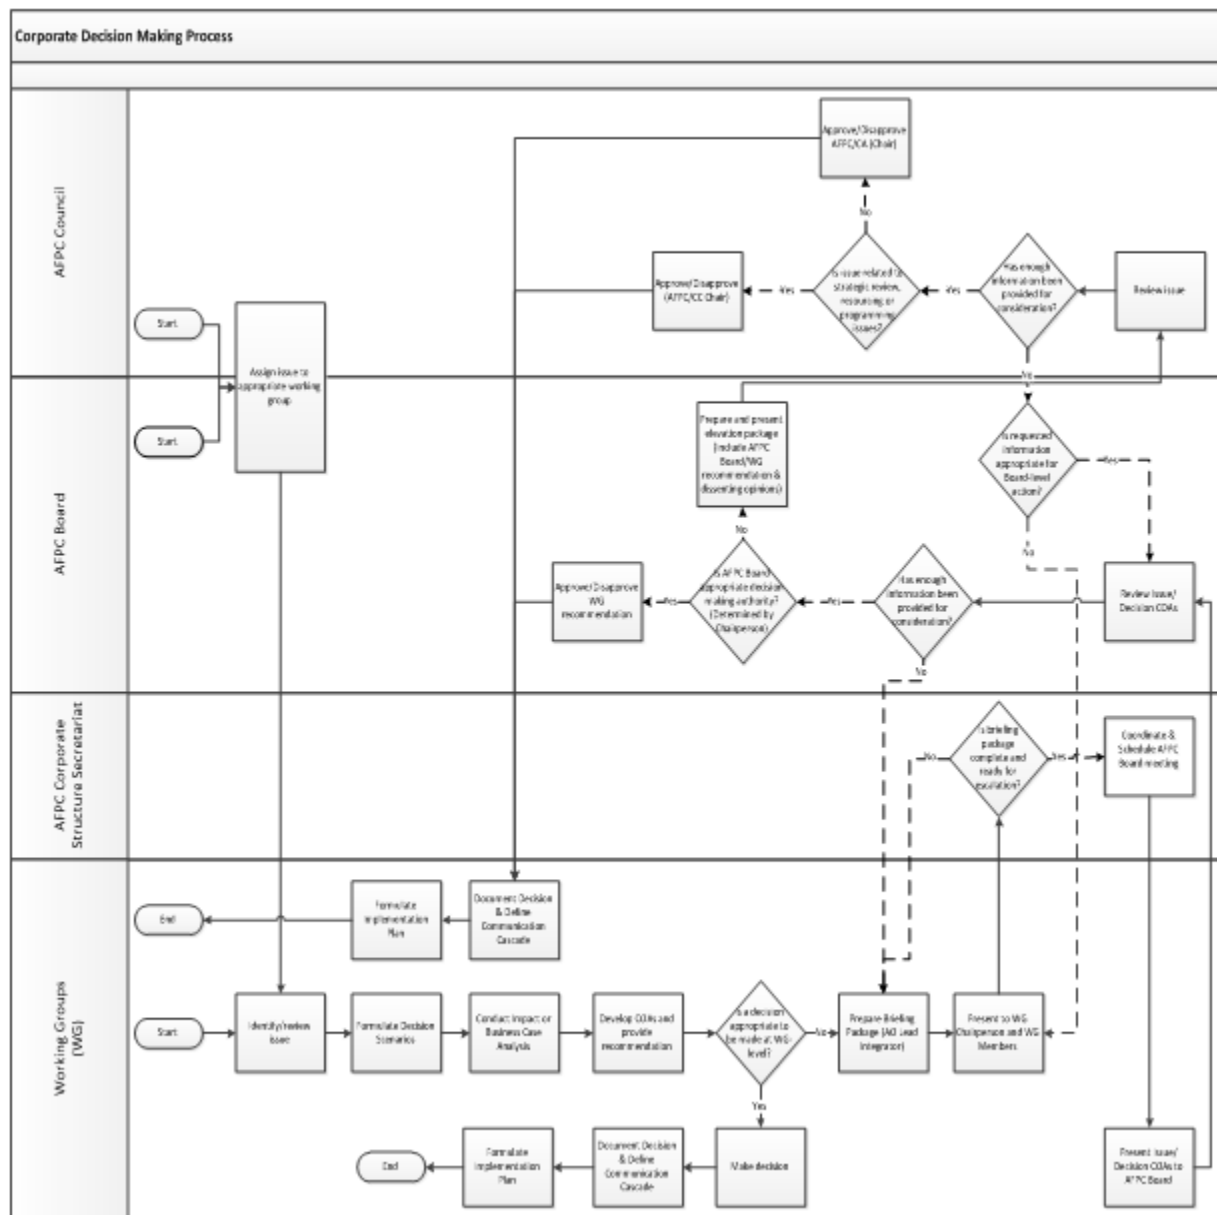 Corporate Decision Making Process
AFPC Council
Approve/Disapprove
AFPC/CA (Chair)
No
Start
Approve/Disapprove
(AFPC/CC Chair)
Yes
Is issue related to
strategic review,
resourcing or
programming
issues?
Yes
Has enough
information been
provided for
consideration?
Review issue
Assign issue to
appropriate working
group
No
AFPC Board
Start
Prepare and present
elevation package
(include AFPC
Board/WG
recommendation &
dissenting opinions)
Is requested
information
appropriate for
Board-level
action?
Yes
No
No
Approve/Disapprove
WG
recommendation
Yes
Is AFPC Board
appropriate decision
making authority?
(Determined by
Chairperson)
Yes
Has enough
information been
provided for
consideration?
Review Issue/
Decision COAs
No
AFPC Corporate
Structure Secretariat
No
Is briefing
package
complete and
ready for
escalation?
Yes
Coordinate &
Schedule AFPC
Board meeting
Working Groups
(WG)
End
Formulate
Implementation
Plan
Document Decision
& Define
Communication
Cascade
Start
Identify/review
issue
Formulate Decision
Scenarios
Conduct Impact or
Business Case
Analysis
Develop COAs and
provide
recommendation
Is a decision
appropriate to
be made at WG-
level?
No
Prepare Briefing
Package (AO Lead
Integrator)
Present to WG
Chairperson and WG
Members
Yes
End
Formulate
Implementation
Plan
Document Decision
& Define
Communication
Cascade
Make decision
Present Issue/
Decision COAs to
AFPC Board